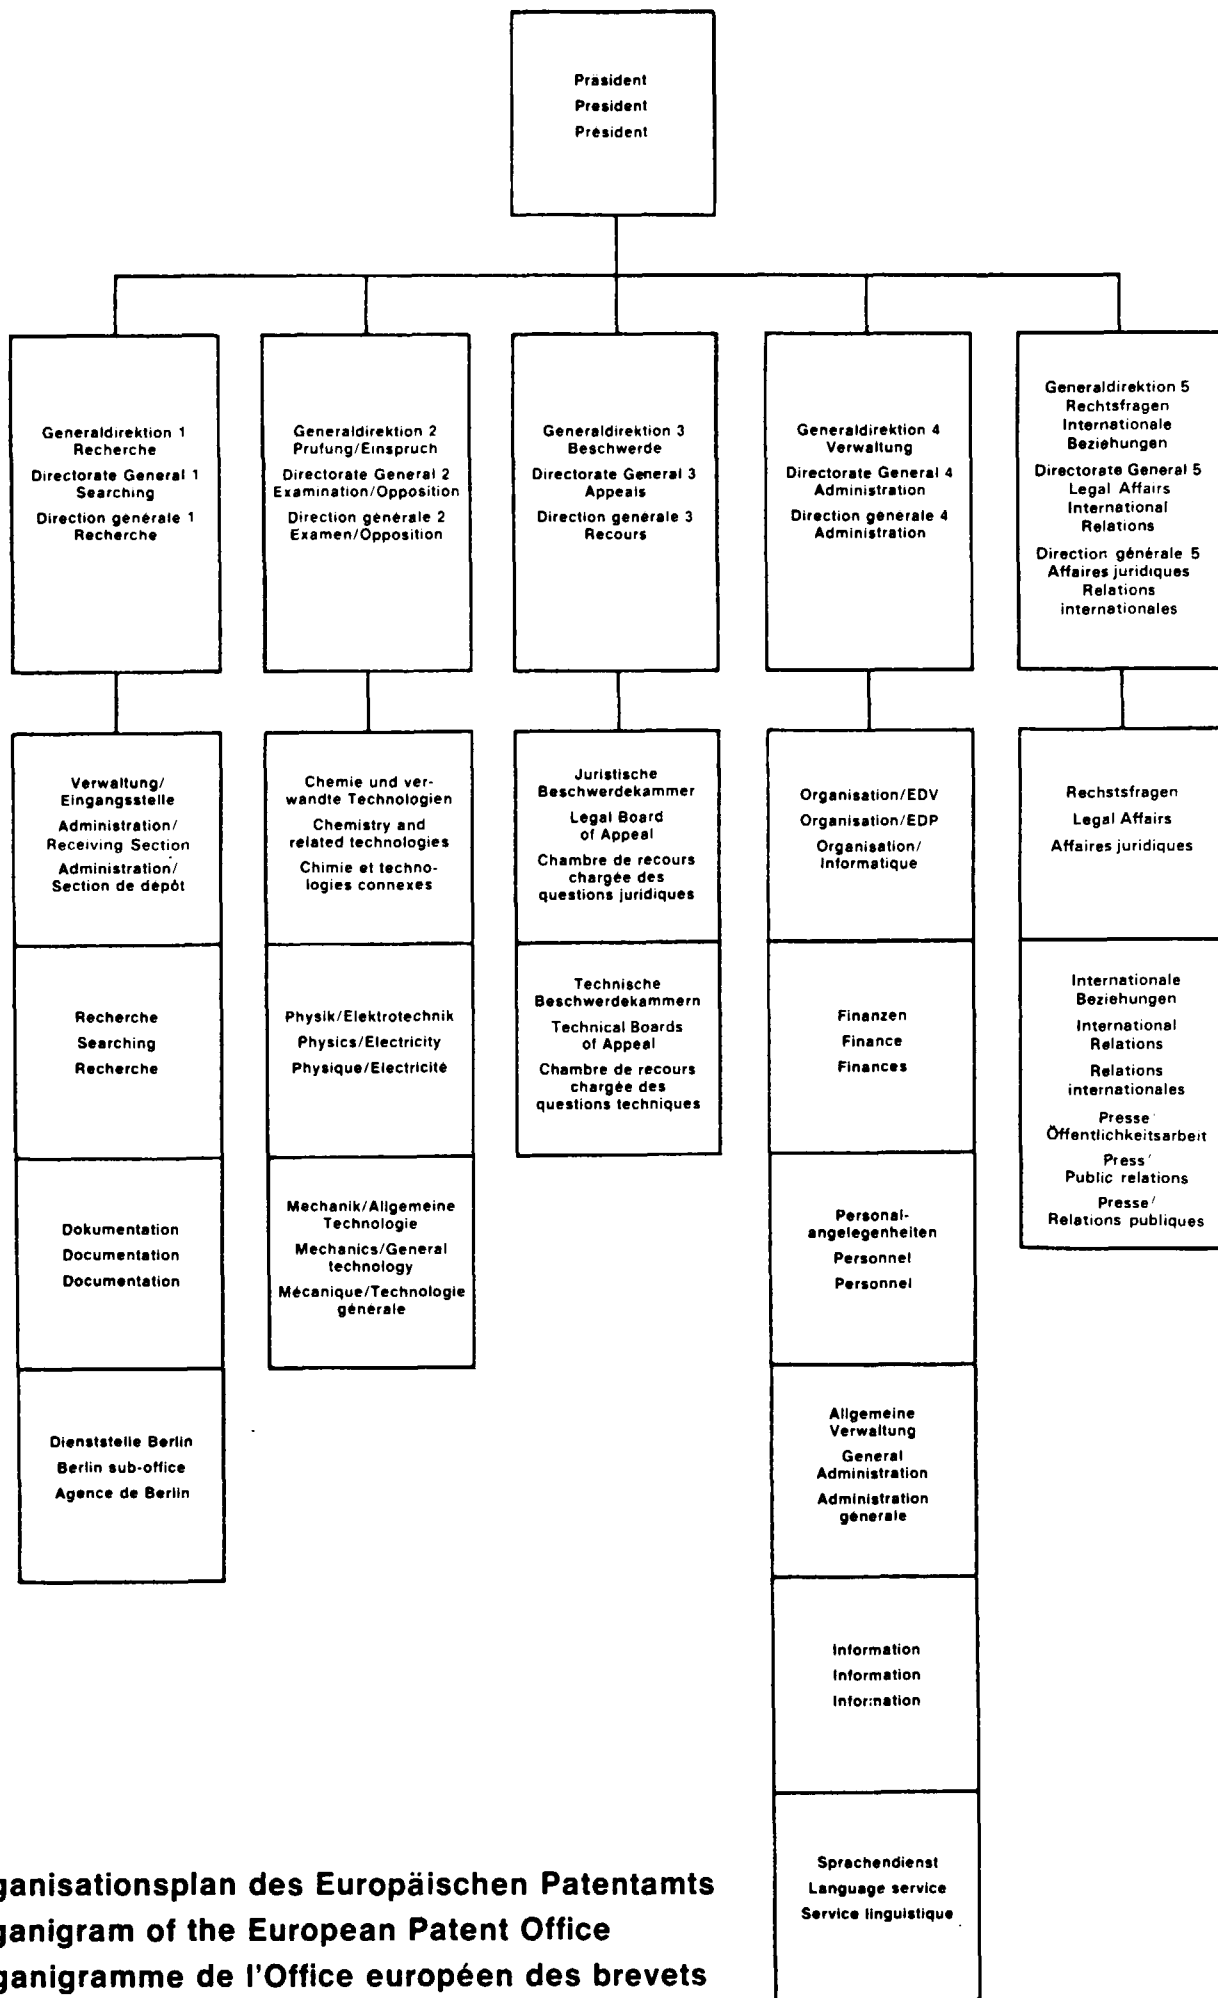 Präsident
President
Président
Generaldirektion 1
Recherche
Directorate General 1
Searching
Direction générale 1
Recherche
Generaldirektion 2
Prüfung/Einspruch
Directorate General 2
Examination/Opposition
Direction générale 2
Examen/Opposition
Generaldirektion 3
Beschwerde
Directorate General 3
Appeals
Direction générale 3
Recours
Generaldirektion 4
Verwaltung
Directorate General 4
Administration
Direction générale 4
Administration
Generaldirektion 5
Rechtsfragen
Internationale
Beziehungen
Directorate General 5
Legal Affairs
International
Relations
Direction générale 5
Affaires juridiques
Relations
internationales
Verwaltung/
Eingangsstelle
Administration/
Receiving Section
Administration/
Section de dépôt
Recherche
Searching
Recherche
Dokumentation
Documentation
Documentation
Dienststelle Berlin
Berlin sub-office
Agence de Berlin
Chemie und ver-
wandte Technologien
Chemistry and
related technologies
Chimie et techno-
logies connexes
Physik/Elektrotechnik
Physics/Electricity
Physique/Electricité
Mechanik/Allgemeine
Technologie
Mechanics/General
technology
Mécanique/Technologie
générale
Juristische
Beschwerdekammer
Legal Board
of Appeal
Chambre de recours
chargée des
questions juridiques
Technische
Beschwerdekammern
Technical Boards
of Appeal
Chambre de recours
chargée des
questions techniques
Organisation/EDV
Organisation/EDP
Organisation/
Informatique
Finanzen
Finance
Finances
Personal-
angelegenheiten
Personnel
Personnel
Allgemeine
Verwaltung
General
Administration
Administration
générale
Information
Information
Information
Sprachendienst
Language service
Service linguistique
Rechstsfragen
Legal Affairs
Affaires juridiques
Internationale
Beziehungen
International
Relations
Relations
internationales
Presse/
Öffentlichkeitsarbeit
Press/
Public relations
Presse/
Relations publiques
ganisationsplan des Europäischen Patentamts
ganigram of the European Patent Office
ganigramme de l'Office européen des brevets